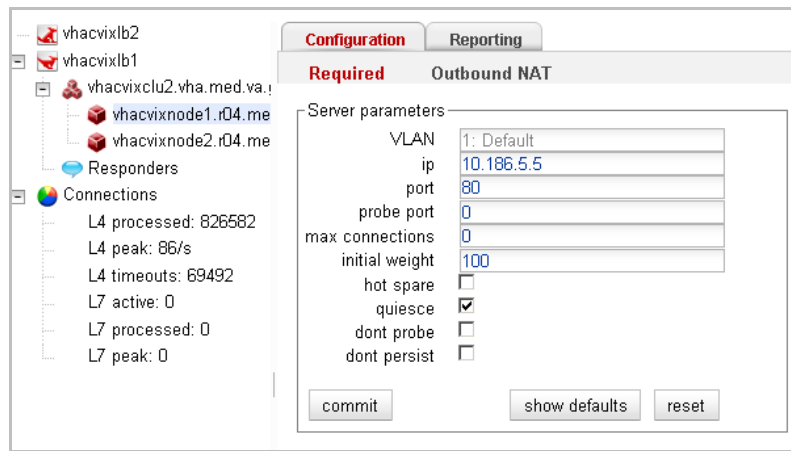 vhacvixlb2
vhacvixlb1
vhacvixclu2.vha.med.va.
vhacvixnode1.r04.me
vhacvixnode2.r04.me
Responders
Connections
L4 processed: 826582
L4 peak: 86/s
L4 timeouts: 69492
L7 active: 0
L7 processed: 0
L7 peak: 0
Configuration Reporting
Required Outbound NAT
Server parameters
VLAN 1: Default
ip 10.186.5.5
port 80
probe port 0
max connections 0
initial weight 100
hot spare
quiesce
dont probe
dont persist
commit show defaults reset